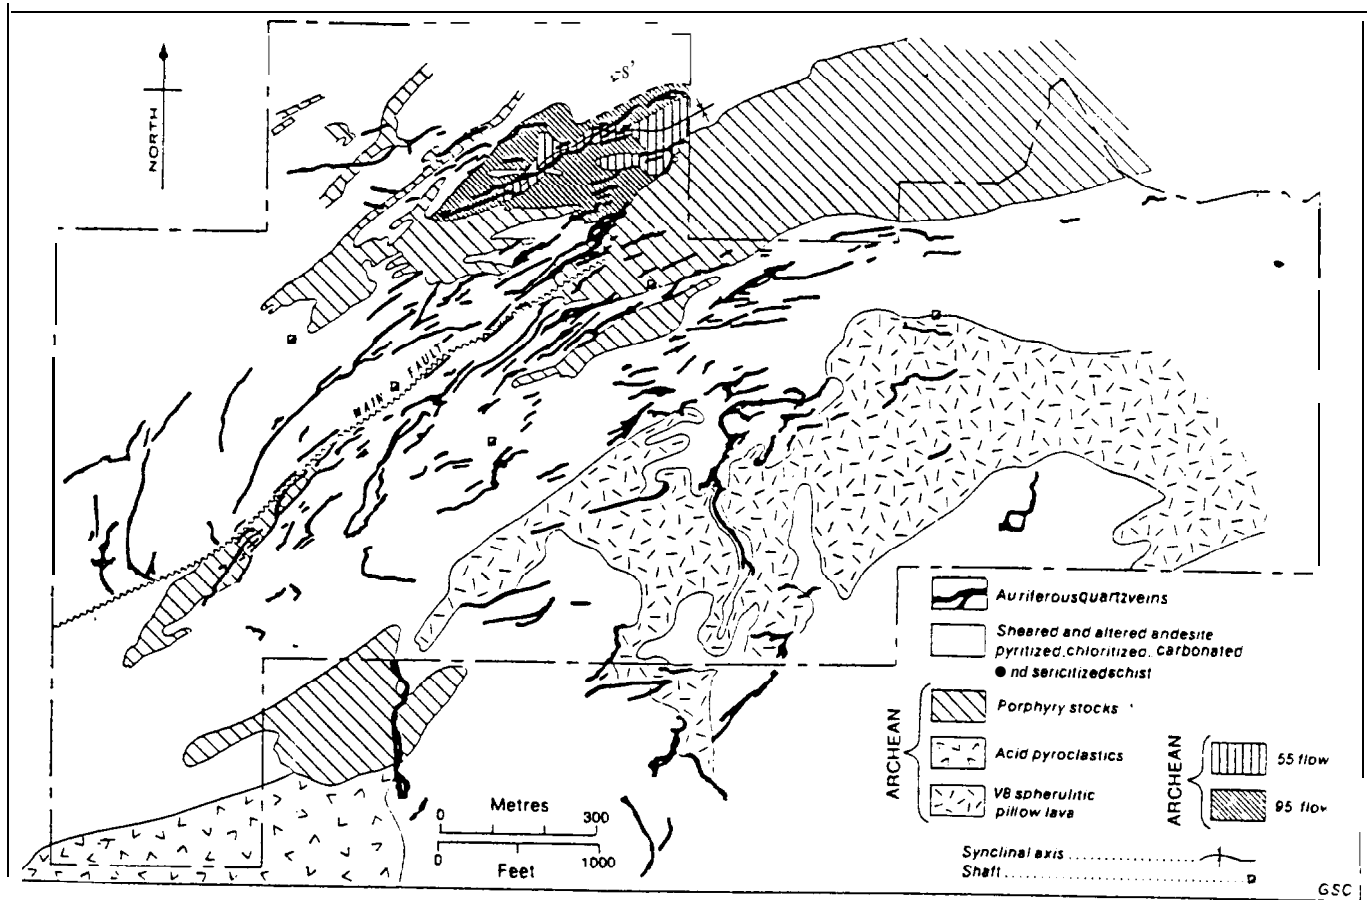 NORTH
MAIN FAULT
Auriferousquartzveins
Sheared and altered andesite
pyritized, chloritized, carbonated
● nd sericitizedschist
Porphyry stocks
Acid pyroclastics
V8 spherulitic
pillow lava
ARCHEAN
ARCHEAN
55 flow
95 flow
Metres
0 300
0 1000
Feet
Synclinal axis
Shaft
GSC